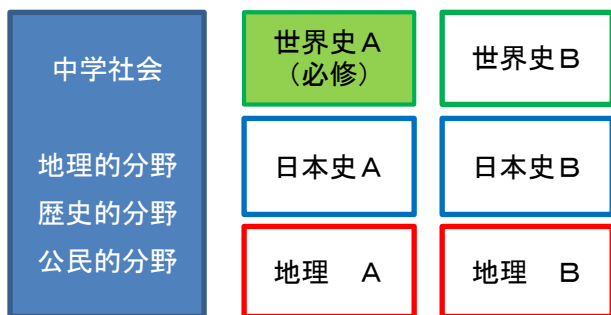 中学社会
地理的分野
歴史的分野
公民的分野
世界史A
（必修）
世界史B
日本史A
日本史B
地理　A
地理　B